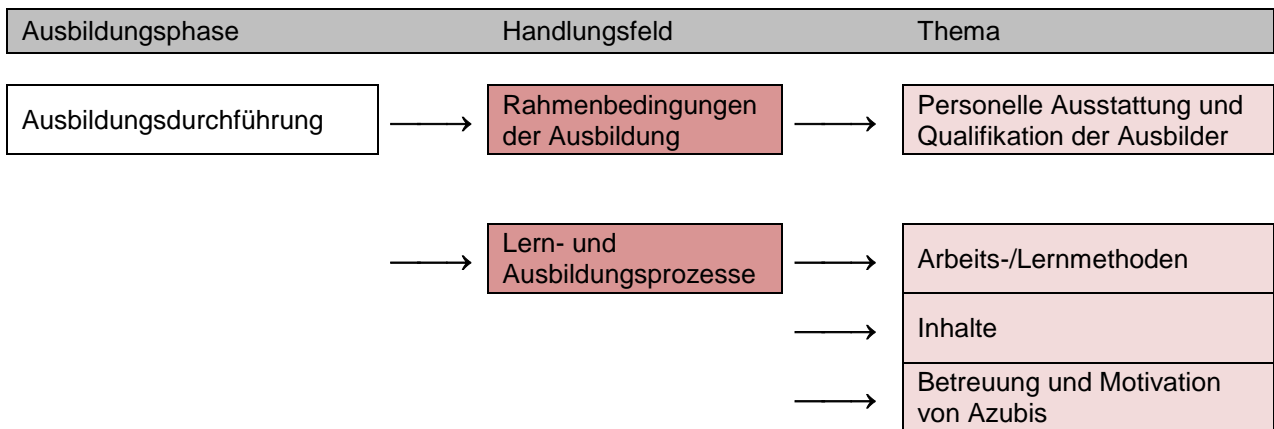 Ausbildungsphase Handlungsfeld Thema
Ausbildungsdurchführung
Rahmenbedingungen
der Ausbildung
Personelle Ausstattung und
Qualifikation der Ausbilder
Lern- und
Ausbildungsprozesse
Arbeits-/Lernmethoden
Inhalte
Betreuung und Motivation
von Azubis